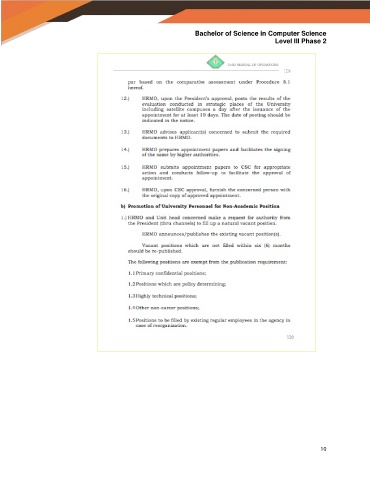 Bachelor of Science in Computer Science
Level III Phase 2
par based on the comparative assessment under Procedure 8.1
hereof.
12.) HRMO, upon the President's approval, posts the results of the
evaluation conducted in strategic places of the University
including satellite campuses a day after the issuance of the
appointment for at least 10 days. The date of posting should be
indicated in the notice.
13.) HRMO advises applicant(s) concerned to submit the required
documents to HRMO.
14.) HRMO prepares appointment papers and facilitates the signing
of the same by higher authorities.
15.) HRMO submits appointment papers to CSC for appropriate
action and conducts follow-up to facilitate the approval of
appointment.
16.) HRMO, upon CSC approval, furnish the concerned person with
the original copy of approved appointment.
b) Promotion of University Personnel for Non-Academic Position
1.) HRMO and Unit head concerned make a request for authority from
the President (thru channels) to fill up a natural vacant position.
HRMO announces/publishes the existing vacant position(s).
Vacant positions which are not filled within six (6) months
should be re-published.
The following positions are exempt from the publication requirement:
1.1 Primary confidential positions;
1.2 Positions which are policy determining;
1.3 Highly technical positions;
1.4 Other non-career positions;
1.5 Positions to be filled by existing regular employees in the agency in
case of reorganization.
10